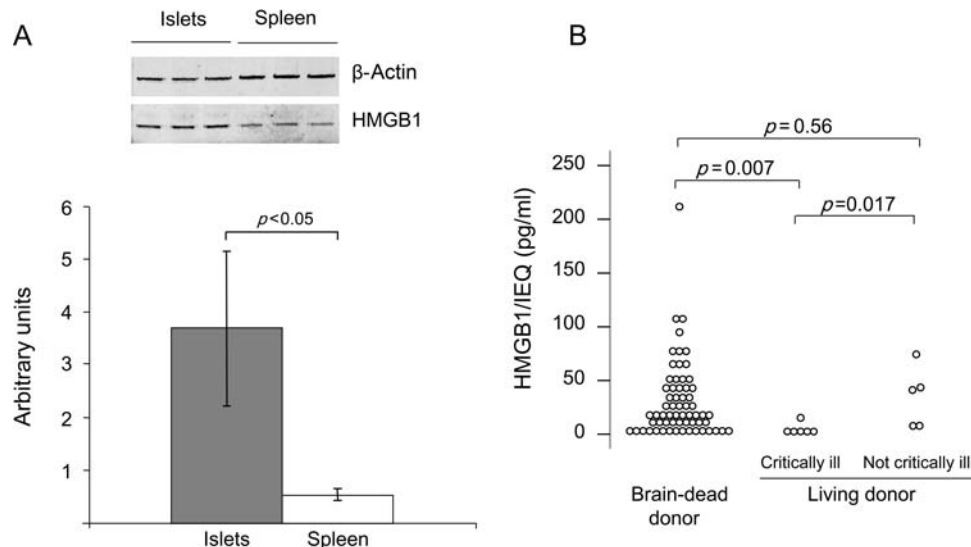 A
Islets Spleen
β-Actin
HMGB1
6
5
4
3
2
1
Arbitrary units
p<0.05
Islets Spleen
B
p=0.56
p=0.007
p=0.017
250
200
150
100
50
0
HMGB1/IEQ (pg/ml)
Critically ill Not critically ill
Brain-dead
donor
Living donor